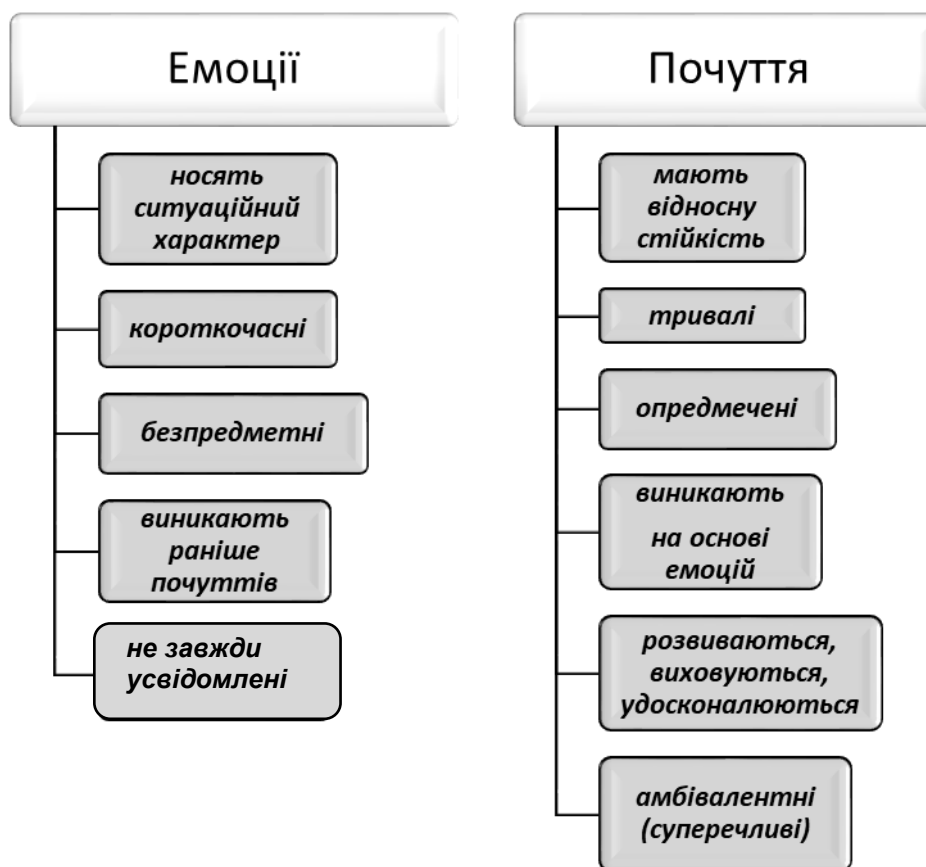 Емоції
носять
ситуаційний
характер
короткочасні
безпредметні
виникають
раніше
почуттів
не завжди
усвідомлені
Почуття
мають
відносну
стійкість
тривалі
опредмечені
виникають
на основі
емоцій
розвиваються,
виховуються,
удосконалюються
амбівалентні
(суперечливі)